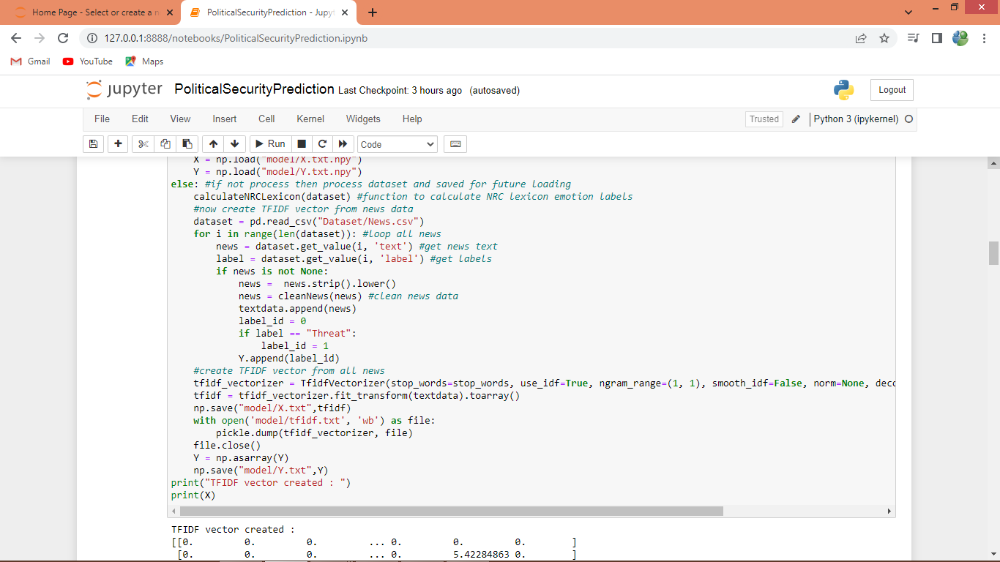 Home Page - Select or create a n
PoliticalSecurityPrediction - Jupyt
127.0.0.1:8888/notebooks/PoliticalSecurityPrediction.ipynb
Gmail YouTube Maps
jupyter PoliticalSecurityPrediction Last Checkpoint: 3 hours ago (autosaved)
Logout
File Edit View Insert Cell Kernel Widgets Help
Trusted Python 3 (ipykernel)
Run Code
    X = np.load("model/X.txt.npy")
    Y = np.load("model/Y.txt.npy")
else: #if not process then process dataset and saved for future loading
    calculateNRCLexicon(dataset) #function to calculate NRC lexicon emotion labels
    #now create TFIDF vector from news data
    dataset = pd.read_csv("Dataset/News.csv")
    for i in range(len(dataset)): #loop all news
        news = dataset.get_value(i, 'text') #get news text
        label = dataset.get_value(i, 'label') #get labels
        if news is not None:
            news =  news.strip().lower()
            news = cleanNews(news) #clean news data
            textdata.append(news)
            label_id = 0
            if label == "Threat":
                label_id = 1
            Y.append(label_id)
    #create TFIDF vector from all news
    tfidf_vectorizer = TfidfVectorizer(stop_words=stop_words, use_idf=True, ngram_range=(1, 1), smooth_idf=False, norm=None, deco
    tfidf = tfidf_vectorizer.fit_transform(textdata).toarray()
    np.save("model/X.txt",tfidf)
    with open('model/tfidf.txt', 'wb') as file:
        pickle.dump(tfidf_vectorizer, file)
    file.close()
    Y = np.asarray(Y)
    np.save("model/Y.txt",Y)
print("TFIDF vector created : ")
print(X)
TFIDF vector created :
[[0. 0. 0. ... 0. 0. 0. ]
 [0. 0. 0. ... 0. 5.42284863 0. ]